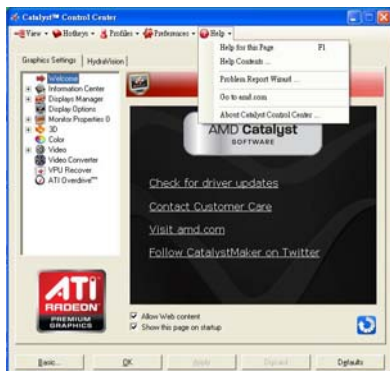 Catalyst™ Control Center
View Hotkeys Profiles Preferences Help
Help for this Page F1
Help Contents ...
Problem Report Wizard ...
Go to amd.com
About Catalyst Control Center ...
Graphics Settings HydraVision
Welcome
Information Center
Displays Manager
Display Options
Monitor Properties 0
3D
Color
Video
Video Converter
VPU Recover
ATI Overdrive™
AMD Catalyst
SOFTWARE
Check for driver updates
Contact Customer Care
Visit amd.com
Follow CatalystMaker on Twitter
ATI
RADEON
PREMIUM
GRAPHICS
Allow Web content
Show this page on startup
Basic... OK Apply Discard Defaults